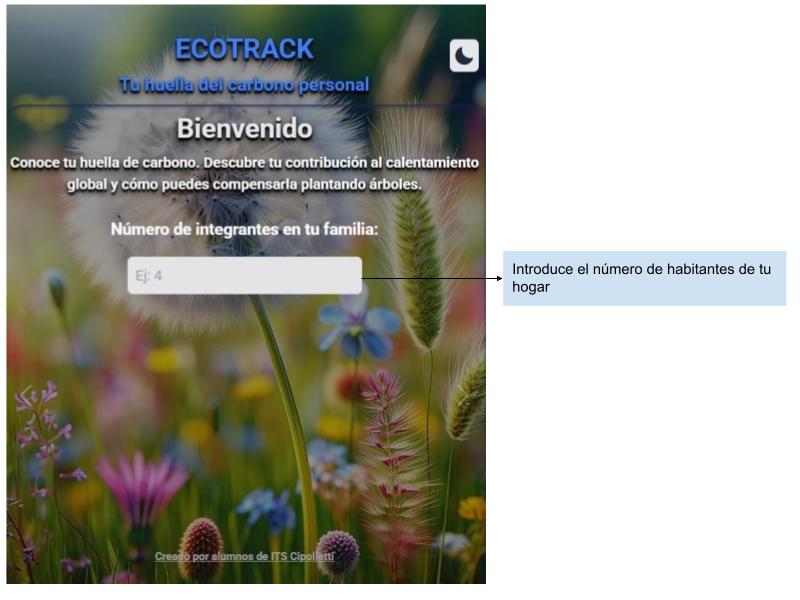 ECOTRACK
Tu huella del carbono personal
Bienvenido
Conoce tu huella de carbono. Descubre tu contribución al calentamiento
global y cómo puedes compensarla plantando árboles.
Número de integrantes en tu familia:
Ej: 4
Introduce el número de habitantes de tu
hogar
Creado por alumnos de ITS Cipolletti